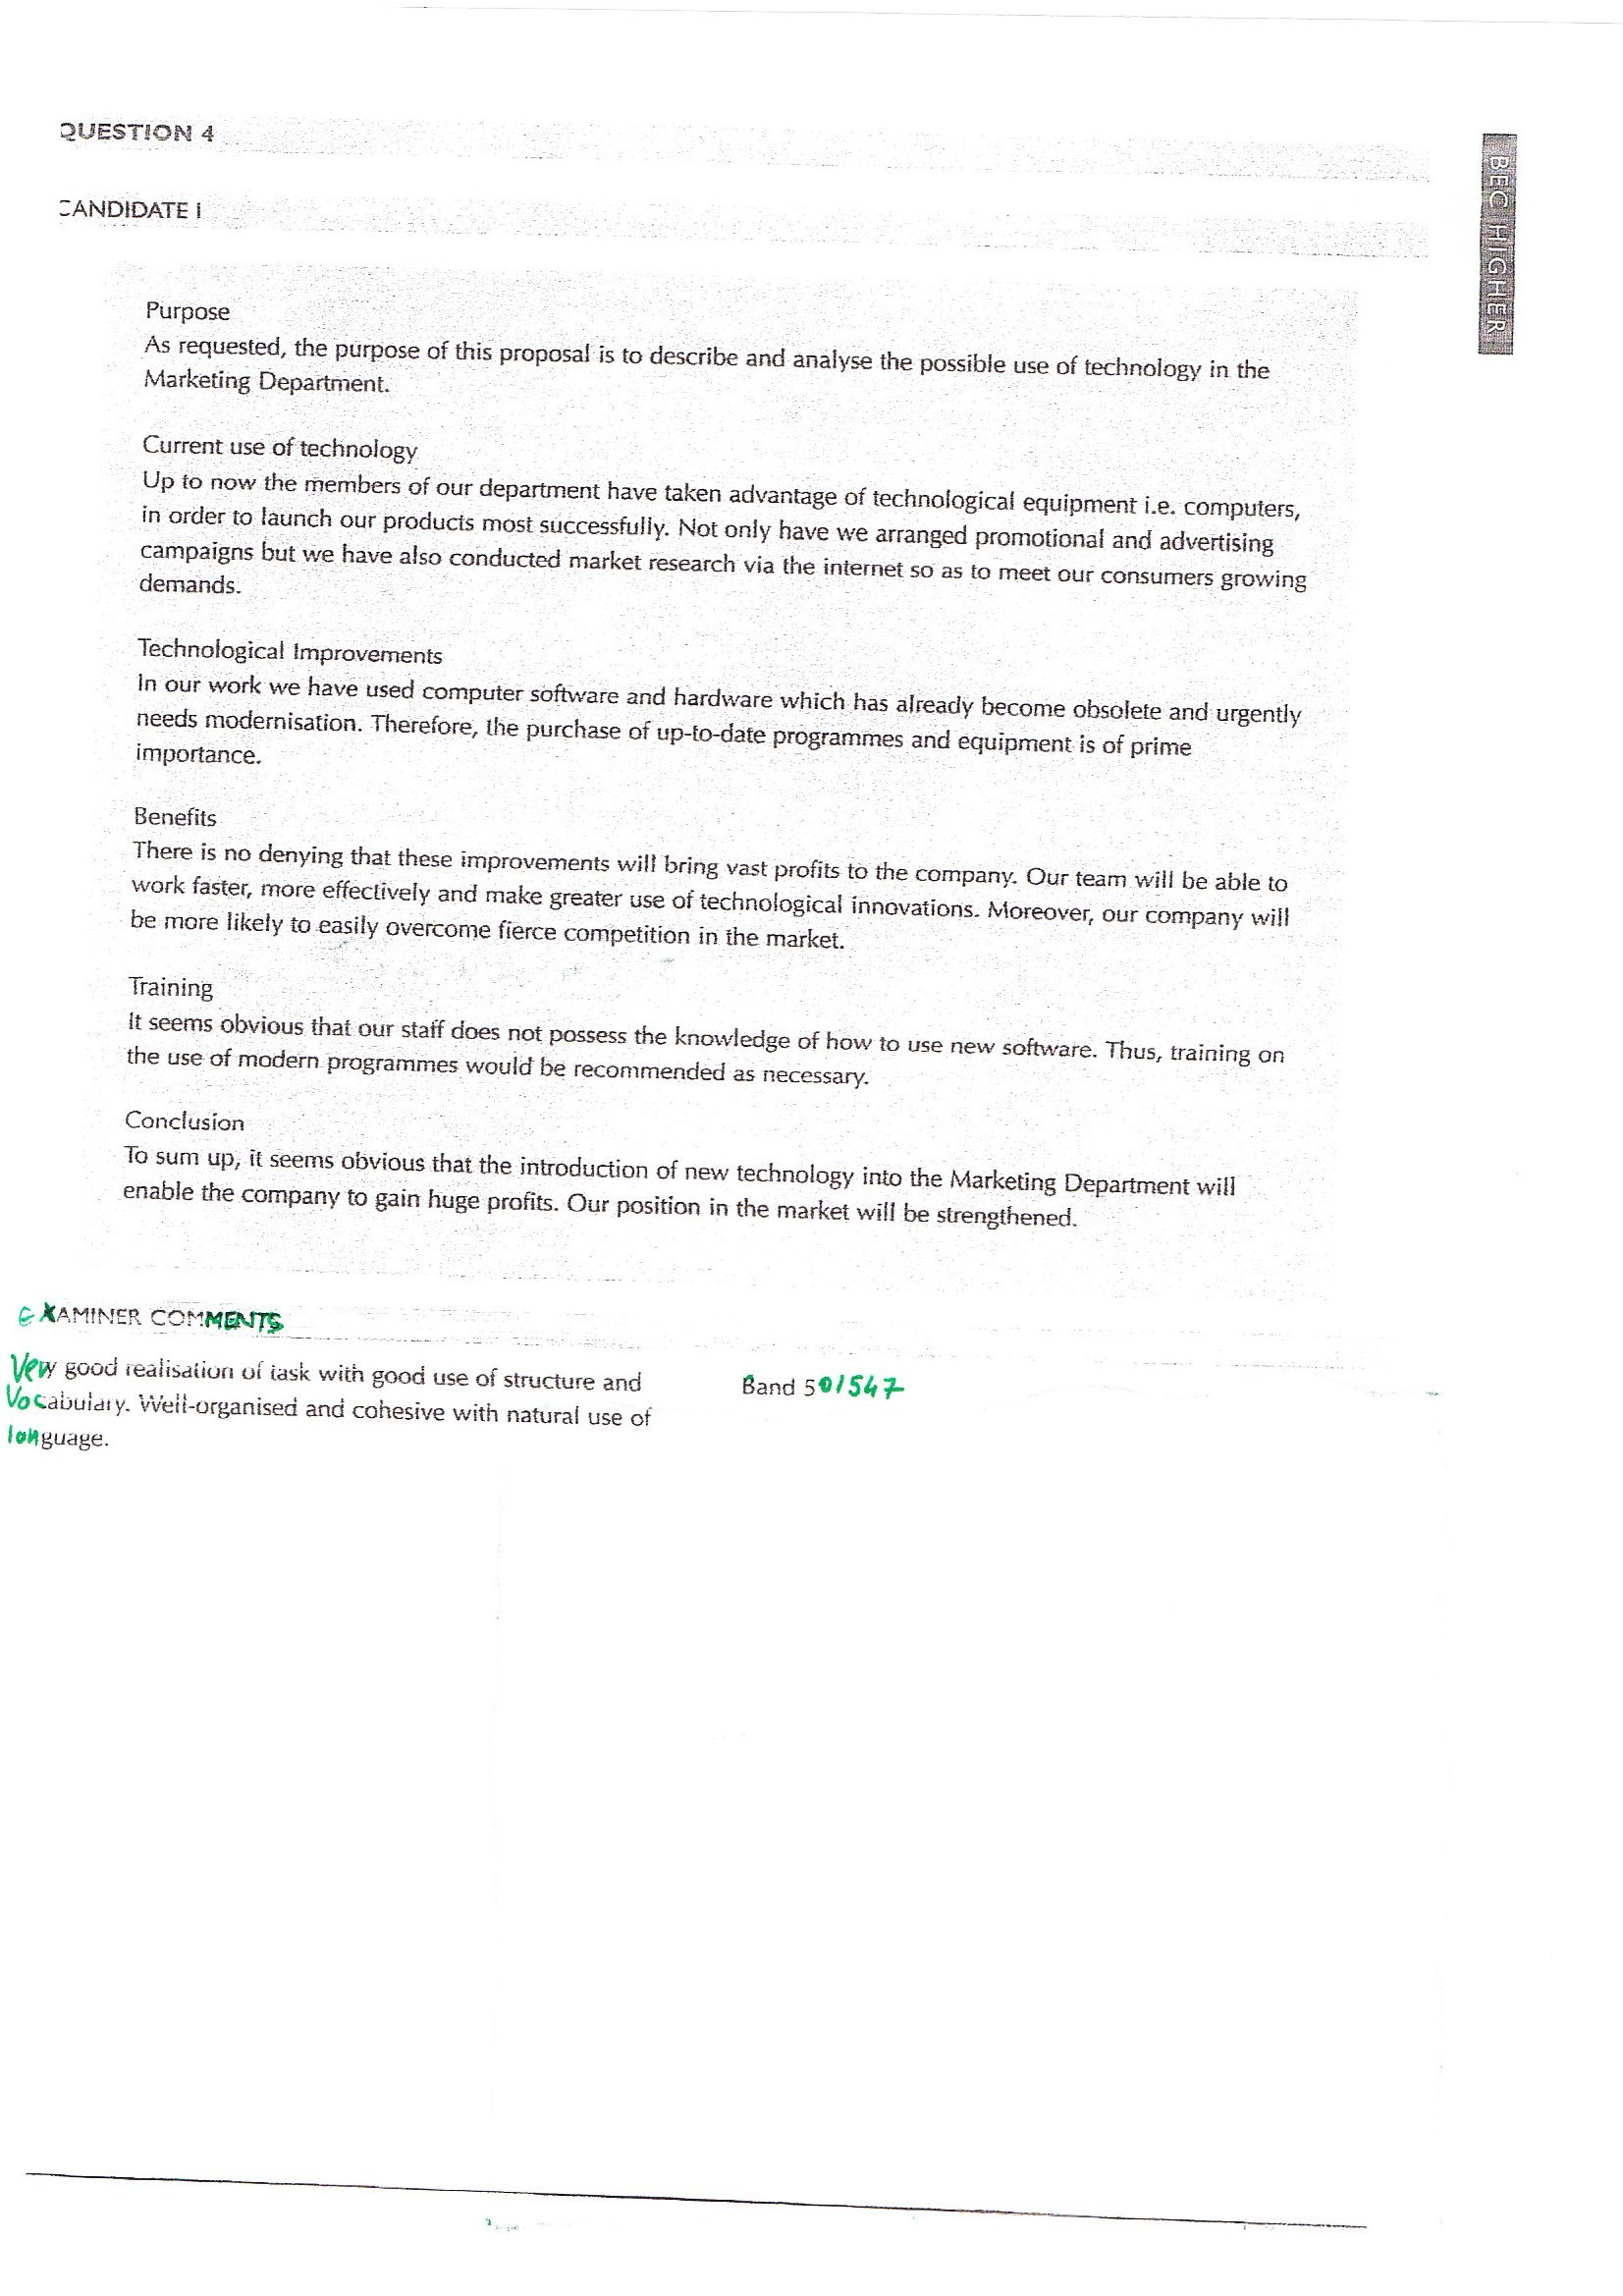 QUESTION 4
BEC HIGHER
CANDIDATE I
Purpose
As requested, the purpose of this proposal is to describe and analyse the possible use of technology in the
Marketing Department.
Current use of technology
Up to now the members of our department have taken advantage of technological equipment i.e. computers,
in order to launch our products most successfully. Not only have we arranged promotional and advertising
campaigns but we have also conducted market research via the internet so as to meet our consumers growing
demands.
Technological Improvements
In our work we have used computer software and hardware which has already become obsolete and urgently
needs modernisation. Therefore, the purchase of up-to-date programmes and equipment is of prime
importance.
Benefits
There is no denying that these improvements will bring vast profits to the company. Our team will be able to
work faster, more effectively and make greater use of technological innovations. Moreover, our company will
be more likely to easily overcome fierce competition in the market.
Training
It seems obvious that our staff does not possess the knowledge of how to use new software. Thus, training on
the use of modern programmes would be recommended as necessary.
Conclusion
To sum up, it seems obvious that the introduction of new technology into the Marketing Department will
enable the company to gain huge profits. Our position in the market will be strengthened.
EXAMINER COMMENTS
Very good realisation of task with good use of structure and
Vocabulary. Well-organised and cohesive with natural use of
language.
Band 501547